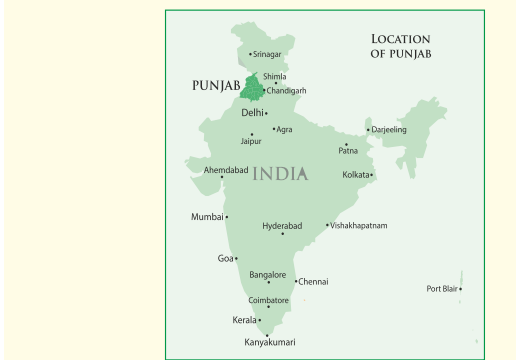 LOCATION
OF PUNJAB
Srinagar
Shimla
PUNJAB
Chandigarh
Delhi
Agra
Darjeeling
Jaipur
Patna
Ahemdabad
INDIA
Kolkata
Mumbai
Hyderabad
Vishakhapatnam
Goa
Bangalore
Chennai
Port Blair
Coimbatore
Kerala
Kanyakumari